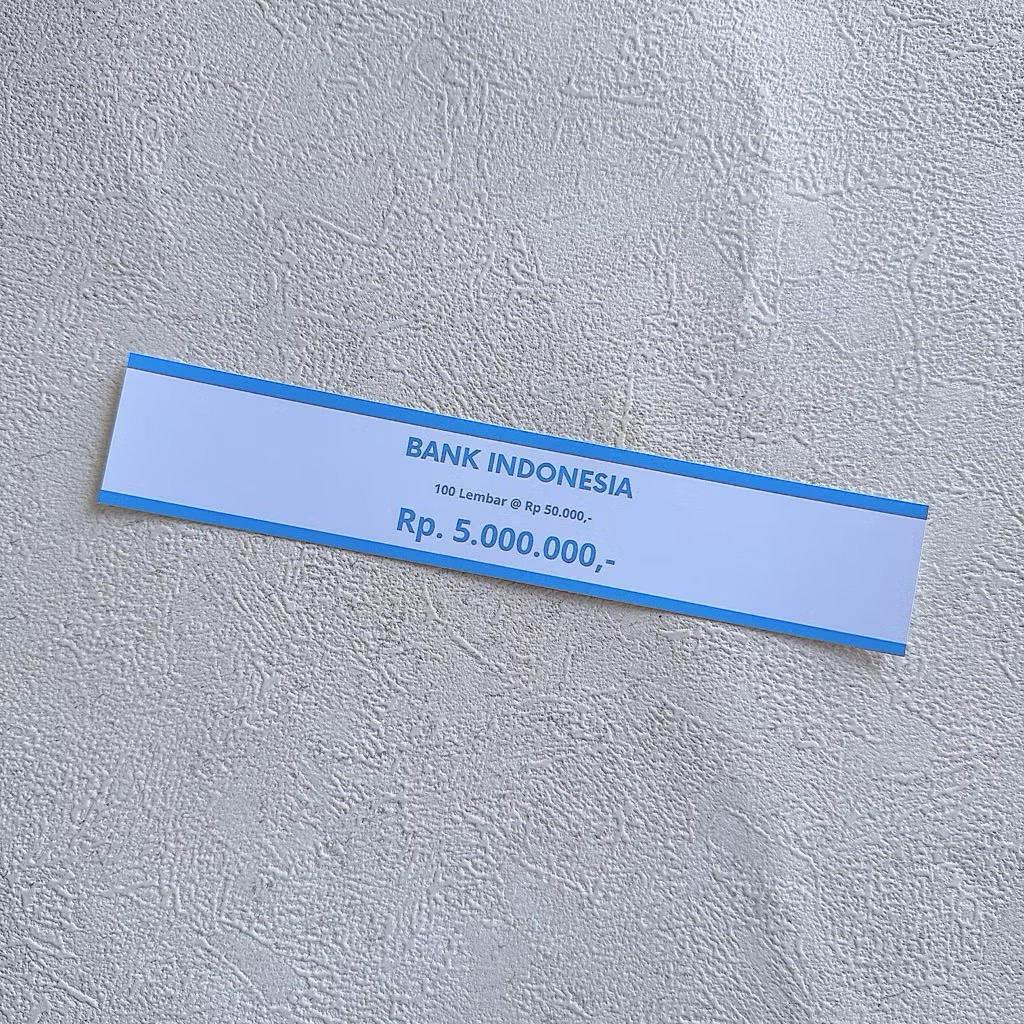 BANK INDONESIA
100 Lembar @ Rp 50.000,-
Rp. 5.000.000,-